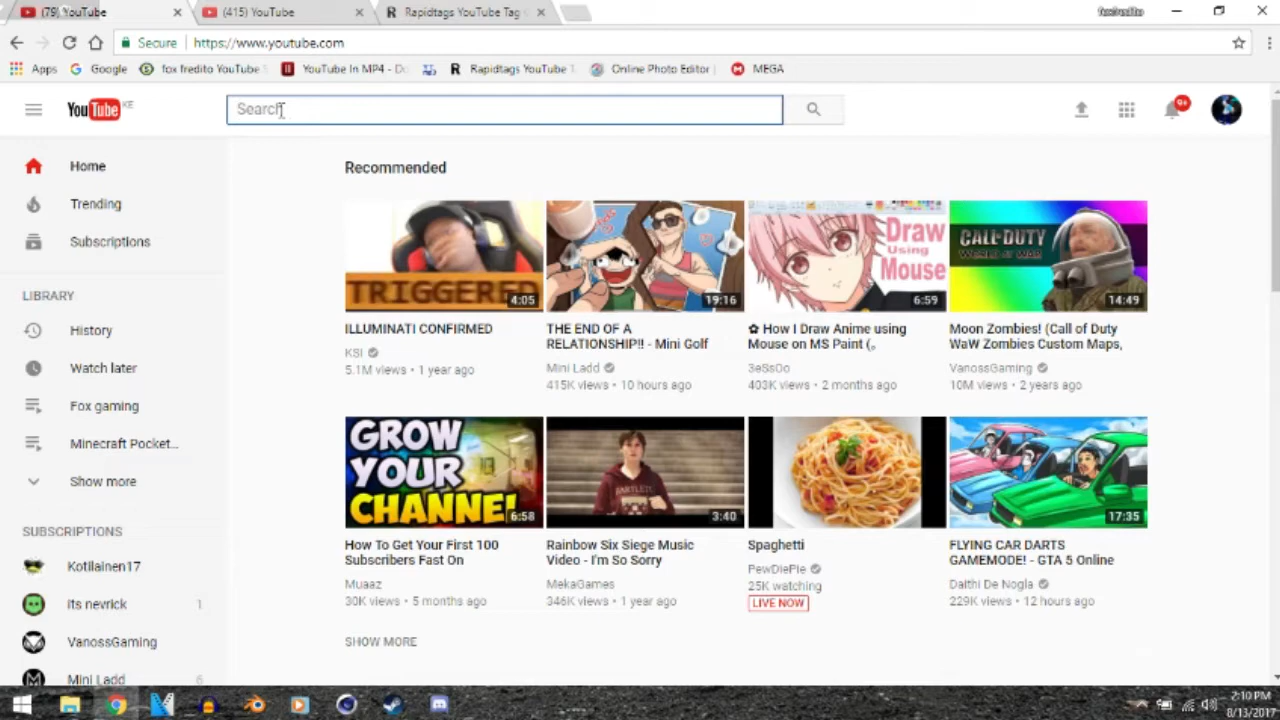 (79) YouTube
(415) YouTube
Rapidtags YouTube Tag
Secure
https://www.youtube.com
Apps
Google
fox fredito YouTube
YouTube In MP4 - Do
Rapidtags YouTube
Online Photo Editor
MEGA
YouTube KE
Search
9+
Home
Trending
Subscriptions
LIBRARY
History
Watch later
Fox gaming
Minecraft Pocket...
Show more
SUBSCRIPTIONS
Kotilainen17
its nevrick 1
VanossGaming
Mini Ladd 6
Recommended
TRIGGERED
4:05
ILLUMINATI CONFIRMED
KSI
5.1M views • 1 year ago
19:16
THE END OF A
RELATIONSHIP!! - Mini Golf
Mini Ladd
415K views • 10 hours ago
Draw
Using
Mouse
6:59
✿ How I Draw Anime using
Mouse on MS Paint (。
3eSsOo
403K views • 2 months ago
CALL·DUTY
WORLD AT WAR
14:49
Moon Zombies! (Call of Duty
WaW Zombies Custom Maps,
VanossGaming
10M views • 2 years ago
GROW
YOUR
CHANNEL
6:58
How To Get Your First 100
Subscribers Fast On
Muaaz
30K views • 5 months ago
BARTLETT
3:40
Rainbow Six Siege Music
Video - I'm So Sorry
MekaGames
346K views • 1 year ago
Spaghetti
PewDiePie
25K watching
LIVE NOW
17:35
FLYING CAR DARTS
GAMEMODE! - GTA 5 Online
Daithi De Nogla
229K views • 12 hours ago
SHOW MORE
2:10 PM
8/13/2017